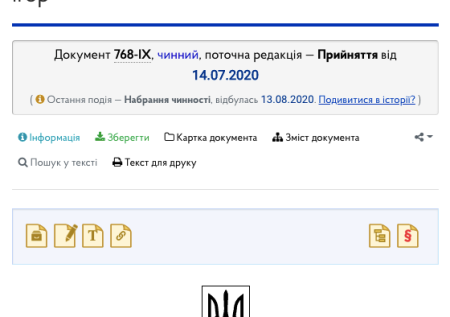 Документ 768-IX, чинний, поточна редакція — Прийняття від
14.07.2020
( Остання подія — Набрання чинності, відбулась 13.08.2020. Подивитися в історії? )
Інформація Зберегти Картка документа Зміст документа
Пошук у тексті Текст для друку
T §